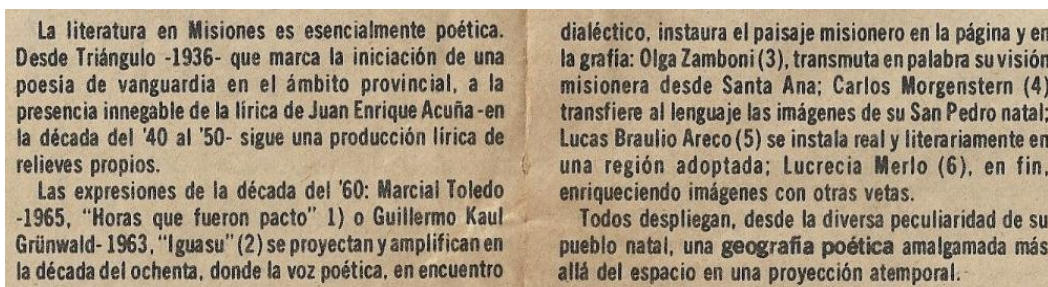 La literatura en Misiones es esencialmente poética.
Desde Triángulo -1936- que marca la iniciación de una
poesía de vanguardia en el ámbito provincial, a la
presencia innegable de la lírica de Juan Enrique Acuña -en
la década del '40 al '50- sigue una producción lírica de
relieves propios.
Las expresiones de la década del '60: Marcial Toledo
-1965, "Horas que fueron pacto" 1) o Guillermo Kaul
Grünwald- 1963, "Iguasu" (2) se proyectan y amplifican en
la década del ochenta, donde la voz poética, en encuentro
dialéctico, instaura el paisaje misionero en la página y en
la grafía: Olga Zamboni (3), transmuta en palabra su visión
misionera desde Santa Ana; Carlos Morgenstern (4)
transfiere al lenguaje las imágenes de su San Pedro natal;
Lucas Braulio Areco (5) se instala real y literariamente en
una región adoptada; Lucrecia Merlo (6), en fin,
enriqueciendo imágenes con otras vetas.
Todos despliegan, desde la diversa peculiaridad de su
pueblo natal, una geografía poética amalgamada más
allá del espacio en una proyección atemporal.-